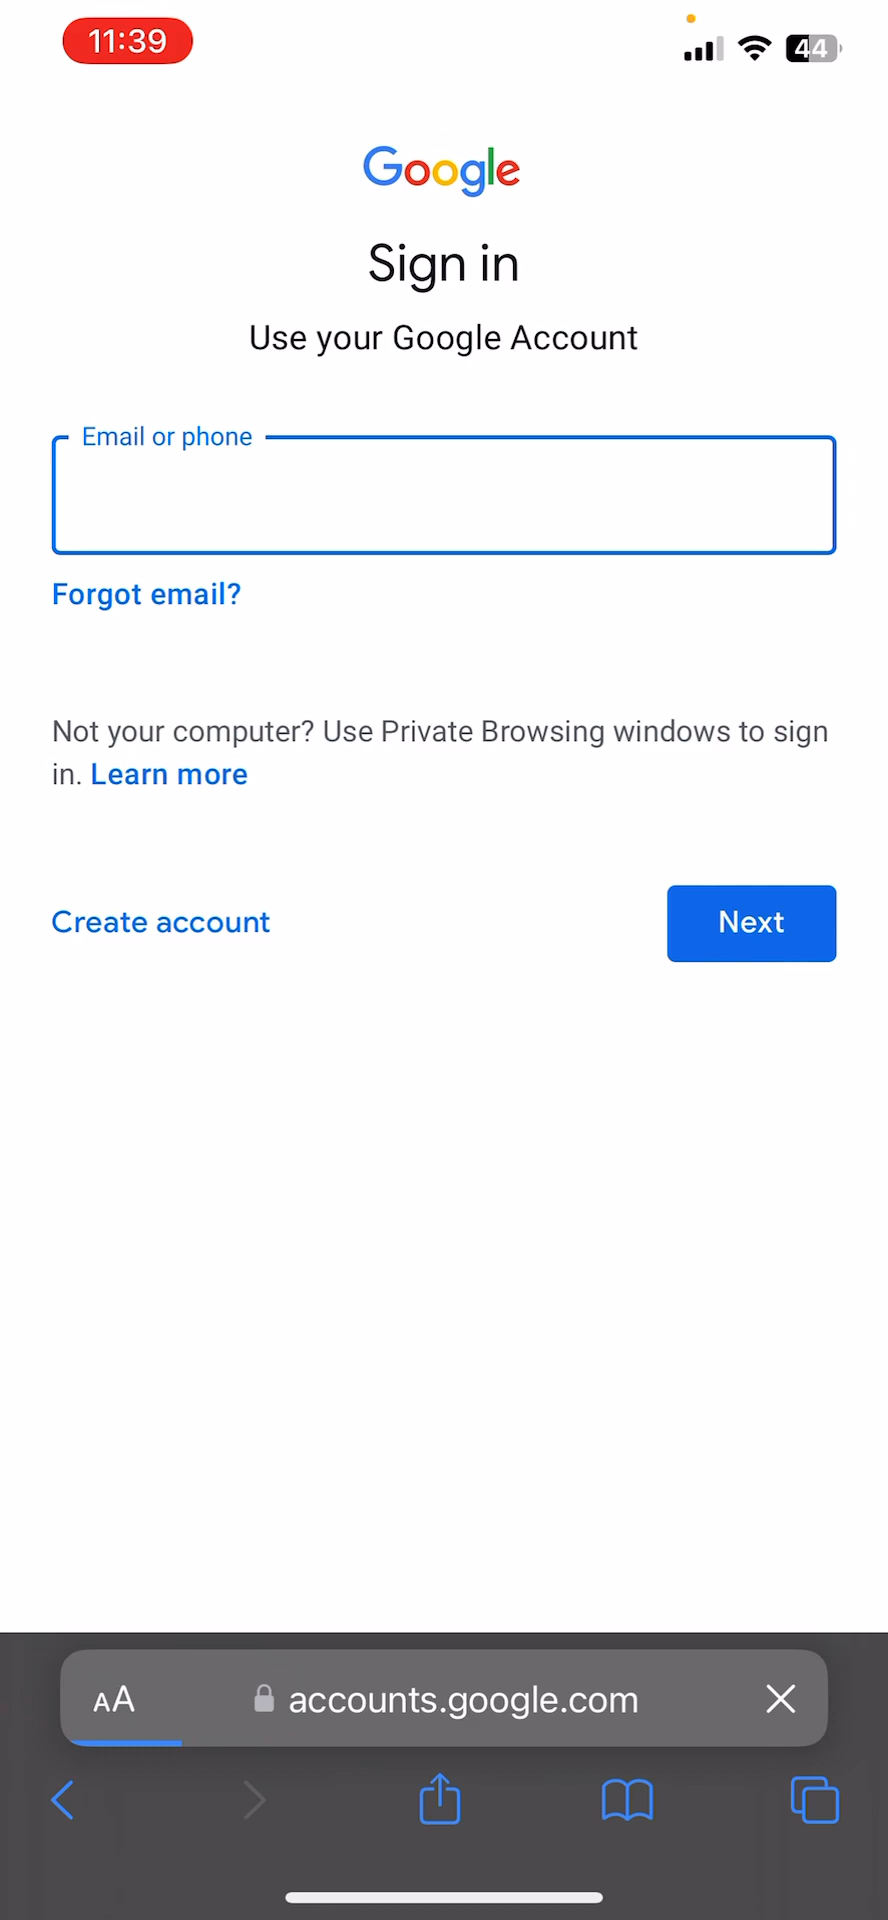 11:39
44
Google
Sign in
Use your Google Account
Email or phone
Forgot email?
Not your computer? Use Private Browsing windows to sign
in. Learn more
Create account
Next
AA
accounts.google.com